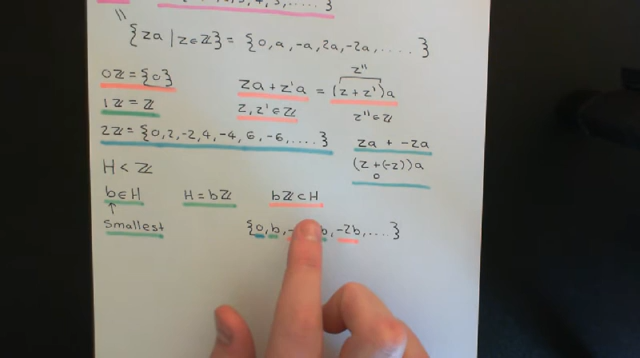 {za | z∈ℤ} = {0, a, -a, 2a, -2a, ....}
0ℤ = {0}
za + z'a = (z + z')a
z''
1ℤ = ℤ
z, z' ∈ ℤ
z'' ∈ ℤ
2ℤ = {0, 2, -2, 4, -4, 6, -6, ....}
za + -za
(z + (-z))a
0
H < ℤ
b ∈ H
H = bℤ
bℤ ⊂ H
↑
Smallest
{0, b, - b, -2b, ....}